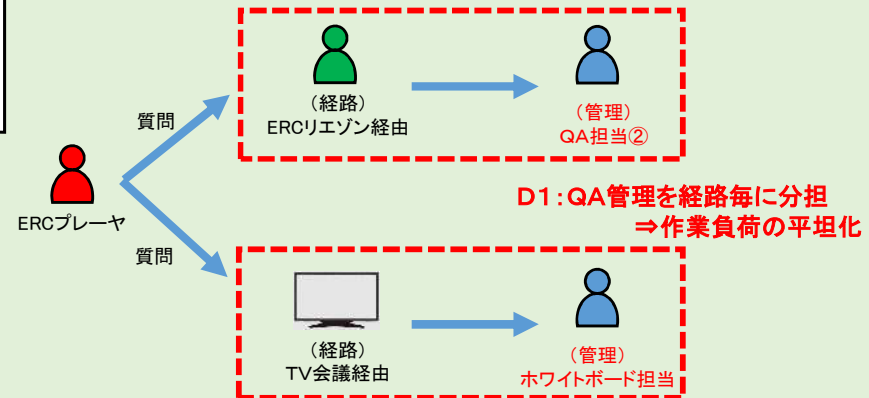 質問
(経路)
ERCリエゾン経由
(管理)
QA担当②
ERCプレーヤ
D1:QA管理を経路毎に分担
⇒作業負荷の平坦化
質問
(経路)
TV会議経由
(管理)
ホワイトボード担当